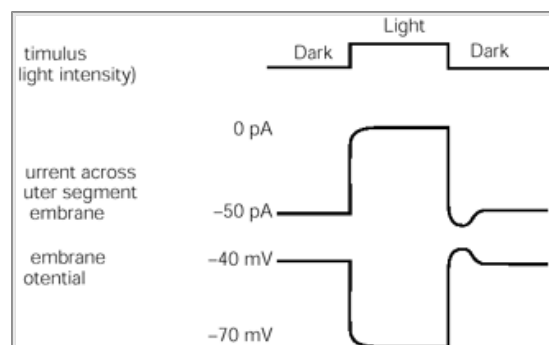 Light
Dark
Dark
timulus
light intensity)
0 pA
urrent across
uter segment
embrane
–50 pA
embrane
otential
–40 mV
–70 mV